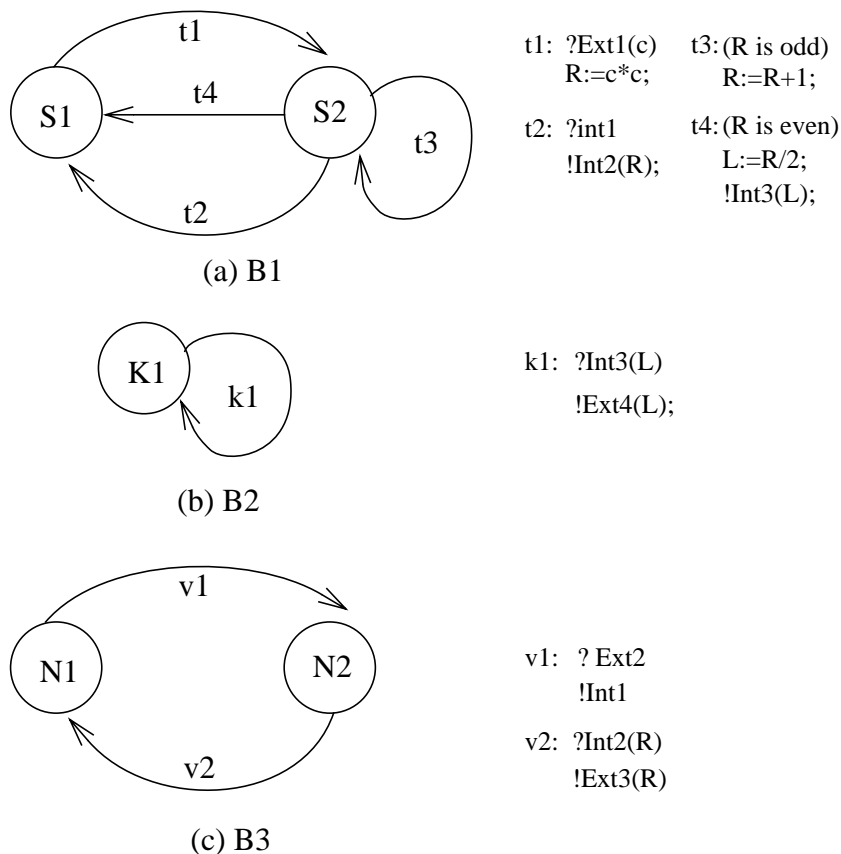 t1
S1
t4
S2
t3
t2
(a) B1
t1: ?Ext1(c)
R:=c*c;
t2: ?int1
!Int2(R);
t3: (R is odd)
R:=R+1;
t4: (R is even)
L:=R/2;
!Int3(L);
K1
k1
(b) B2
k1: ?Int3(L)
!Ext4(L);
v1
N1
N2
v2
(c) B3
v1: ? Ext2
!Int1
v2: ?Int2(R)
!Ext3(R)